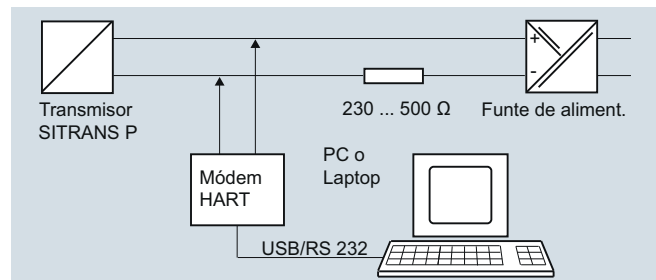 +
-
Transmisor
SITRANS P
230 ... 500 Ω
Funte de aliment.
PC o
Laptop
Módem
HART
USB/RS 232